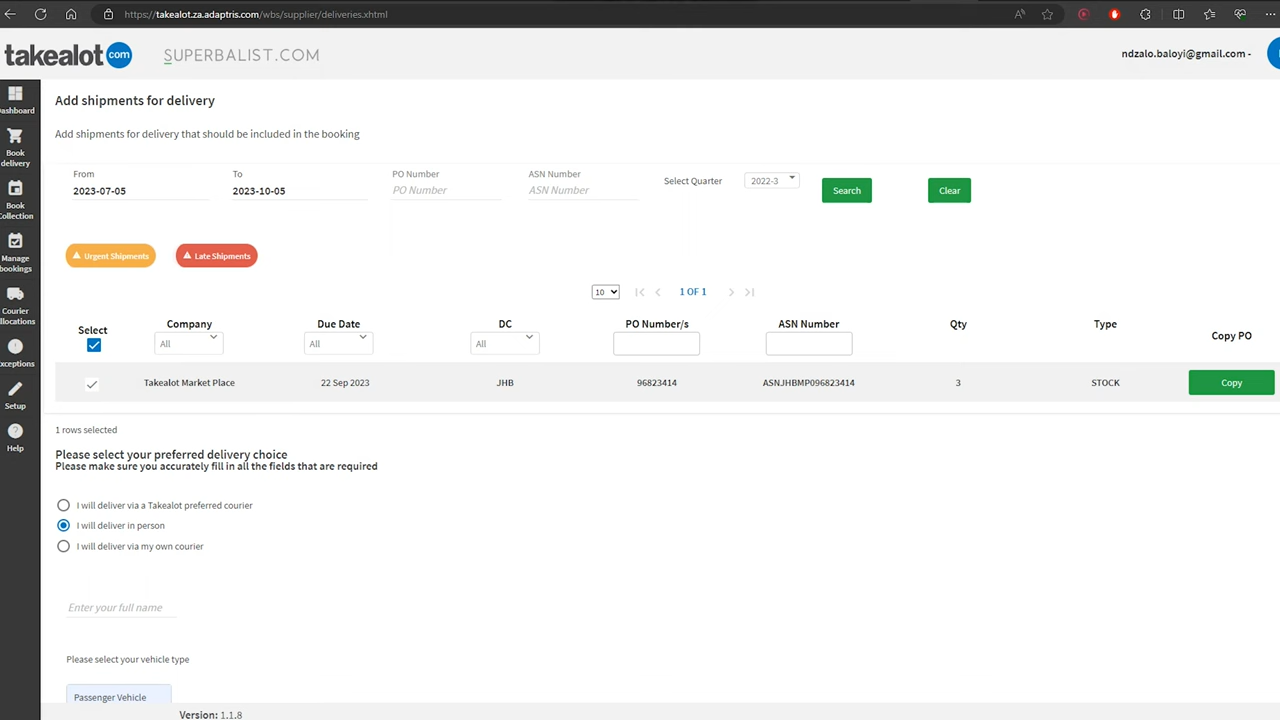 https://takealot.za.adaptris.com/wbs/supplier/deliveries.xhtml
takealot com SUPERBALIST.COM
ndzalo.baloyi@gmail.com
ashboard
Book
delivery
Book
Collection
Manage
bookings
Courier
llocations
xceptions
Setup
Help
Add shipments for delivery
Add shipments for delivery that should be included in the booking
From To PO Number ASN Number
2023-07-05 2023-10-05 PO Number ASN Number Select Quarter 2022-3 Search Clear
Urgent Shipments Late Shipments
10 1 OF 1
Select Company Due Date DC PO Number/s ASN Number Qty Type Copy PO
All All All
Takealot Market Place 22 Sep 2023 JHB 96823414 ASNJHBMP096823414 3 STOCK Copy
1 rows selected
Please select your preferred delivery choice
Please make sure you accurately fill in all the fields that are required
I will deliver via a Takealot preferred courier
I will deliver in person
I will deliver via my own courier
Enter your full name
Please select your vehicle type
Passenger Vehicle
Version: 1.1.8